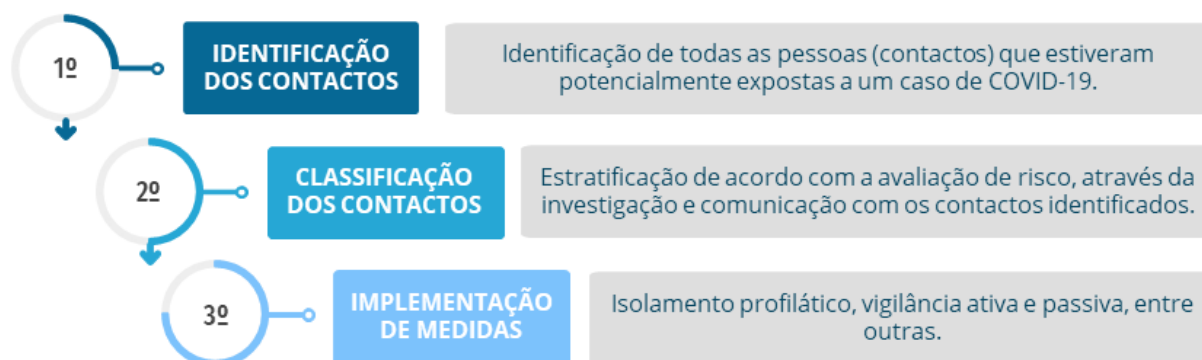 1º
IDENTIFICAÇÃO
DOS CONTACTOS
Identificação de todas as pessoas (contactos) que estiveram
potencialmente expostas a um caso de COVID-19.
2º
CLASSIFICAÇÃO
DOS CONTACTOS
Estratificação de acordo com a avaliação de risco, através da
investigação e comunicação com os contactos identificados.
3º
IMPLEMENTAÇÃO
DE MEDIDAS
Isolamento profilático, vigilância ativa e passiva, entre
outras.